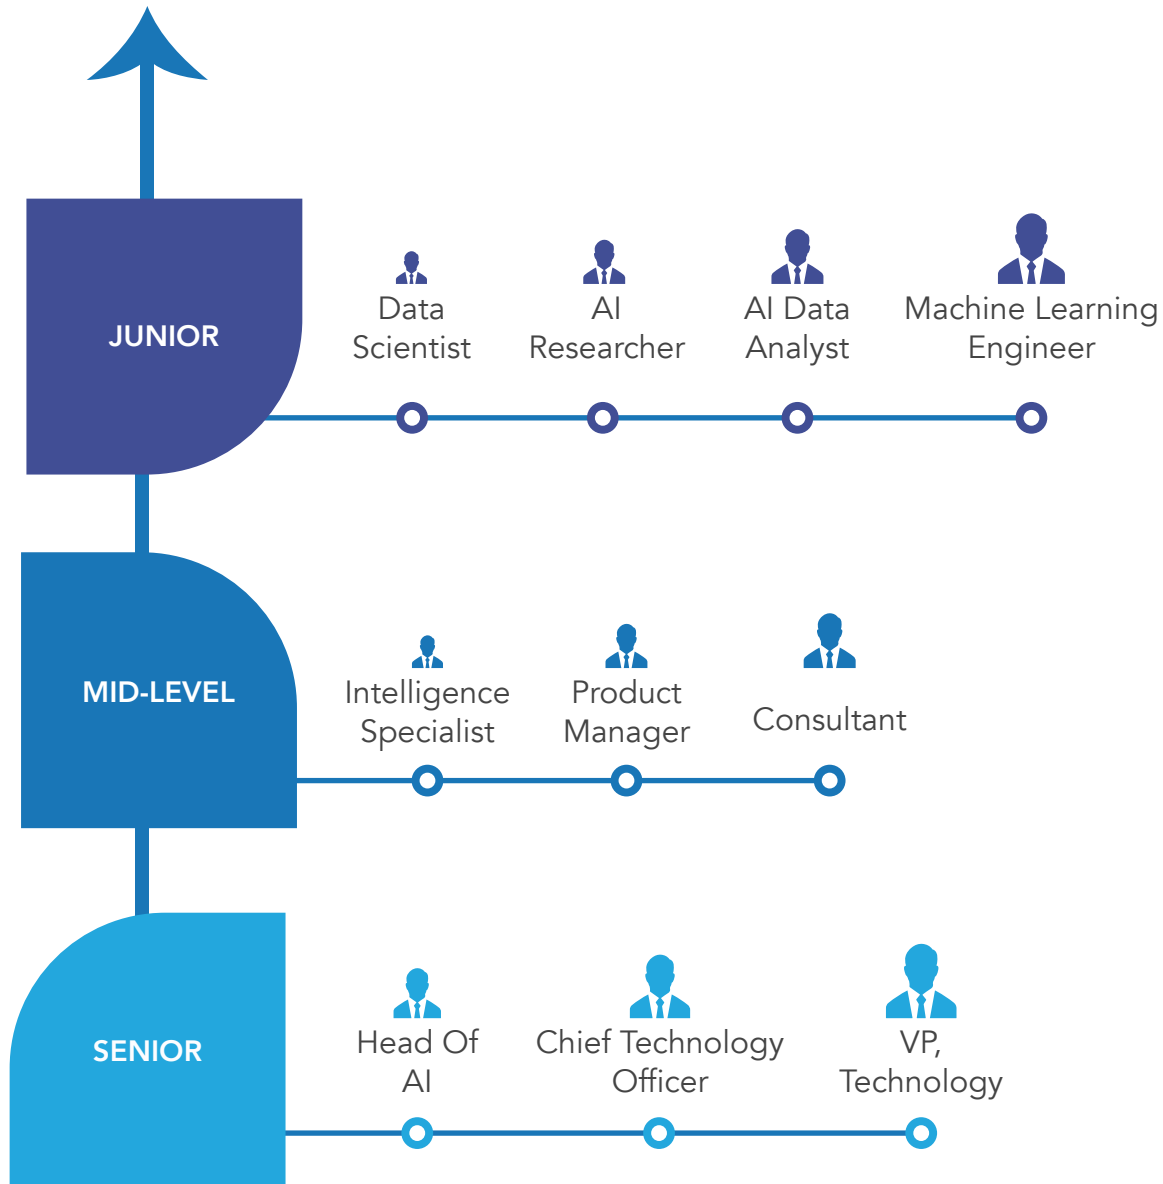 JUNIOR
Data
Scientist
AI
Researcher
AI Data
Analyst
Machine Learning
Engineer
MID-LEVEL
Intelligence
Specialist
Product
Manager
Consultant
SENIOR
Head Of
AI
Chief Technology
Officer
VP,
Technology